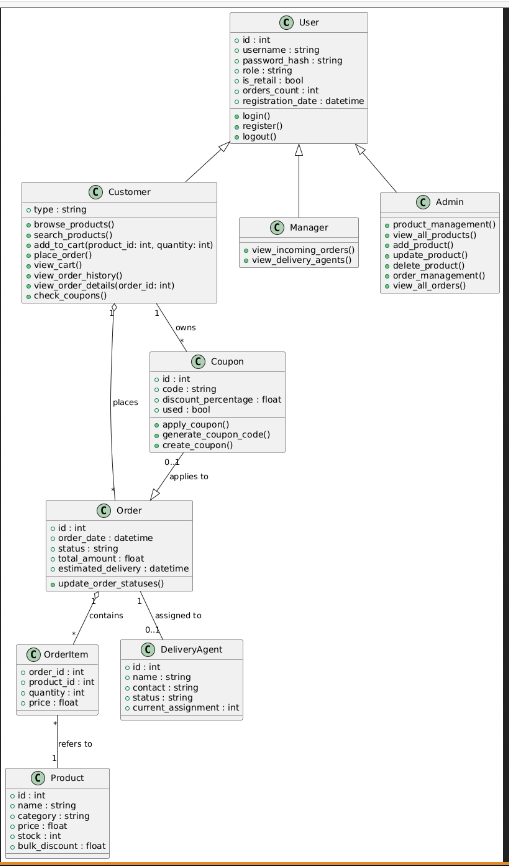 C User
id : int
username : string
password_hash : string
role : string
is_retail : bool
orders_count : int
registration_date : datetime
login()
register()
logout()
C Customer
type : string
browse_products()
search_products()
add_to_cart(product_id: int, quantity: int)
place_order()
view_cart()
view_order_history()
view_order_details(order_id: int)
check_coupons()
C Manager
view_incoming_orders()
view_delivery_agents()
C Admin
product_management()
view_all_products()
add_product()
update_product()
delete_product()
order_management()
view_all_orders()
1
1
owns
*
C Coupon
id : int
code : string
discount_percentage : float
used : bool
apply_coupon()
generate_coupon_code()
create_coupon()
places
0..1
applies to
*
C Order
id : int
order_date : datetime
status : string
total_amount : float
estimated_delivery : datetime
update_order_statuses()
1
contains
*
1
assigned to
0..1
C OrderItem
order_id : int
product_id : int
quantity : int
price : float
C DeliveryAgent
id : int
name : string
contact : string
status : string
current_assignment : int
*
refers to
1
C Product
id : int
name : string
category : string
price : float
stock : int
bulk_discount : float